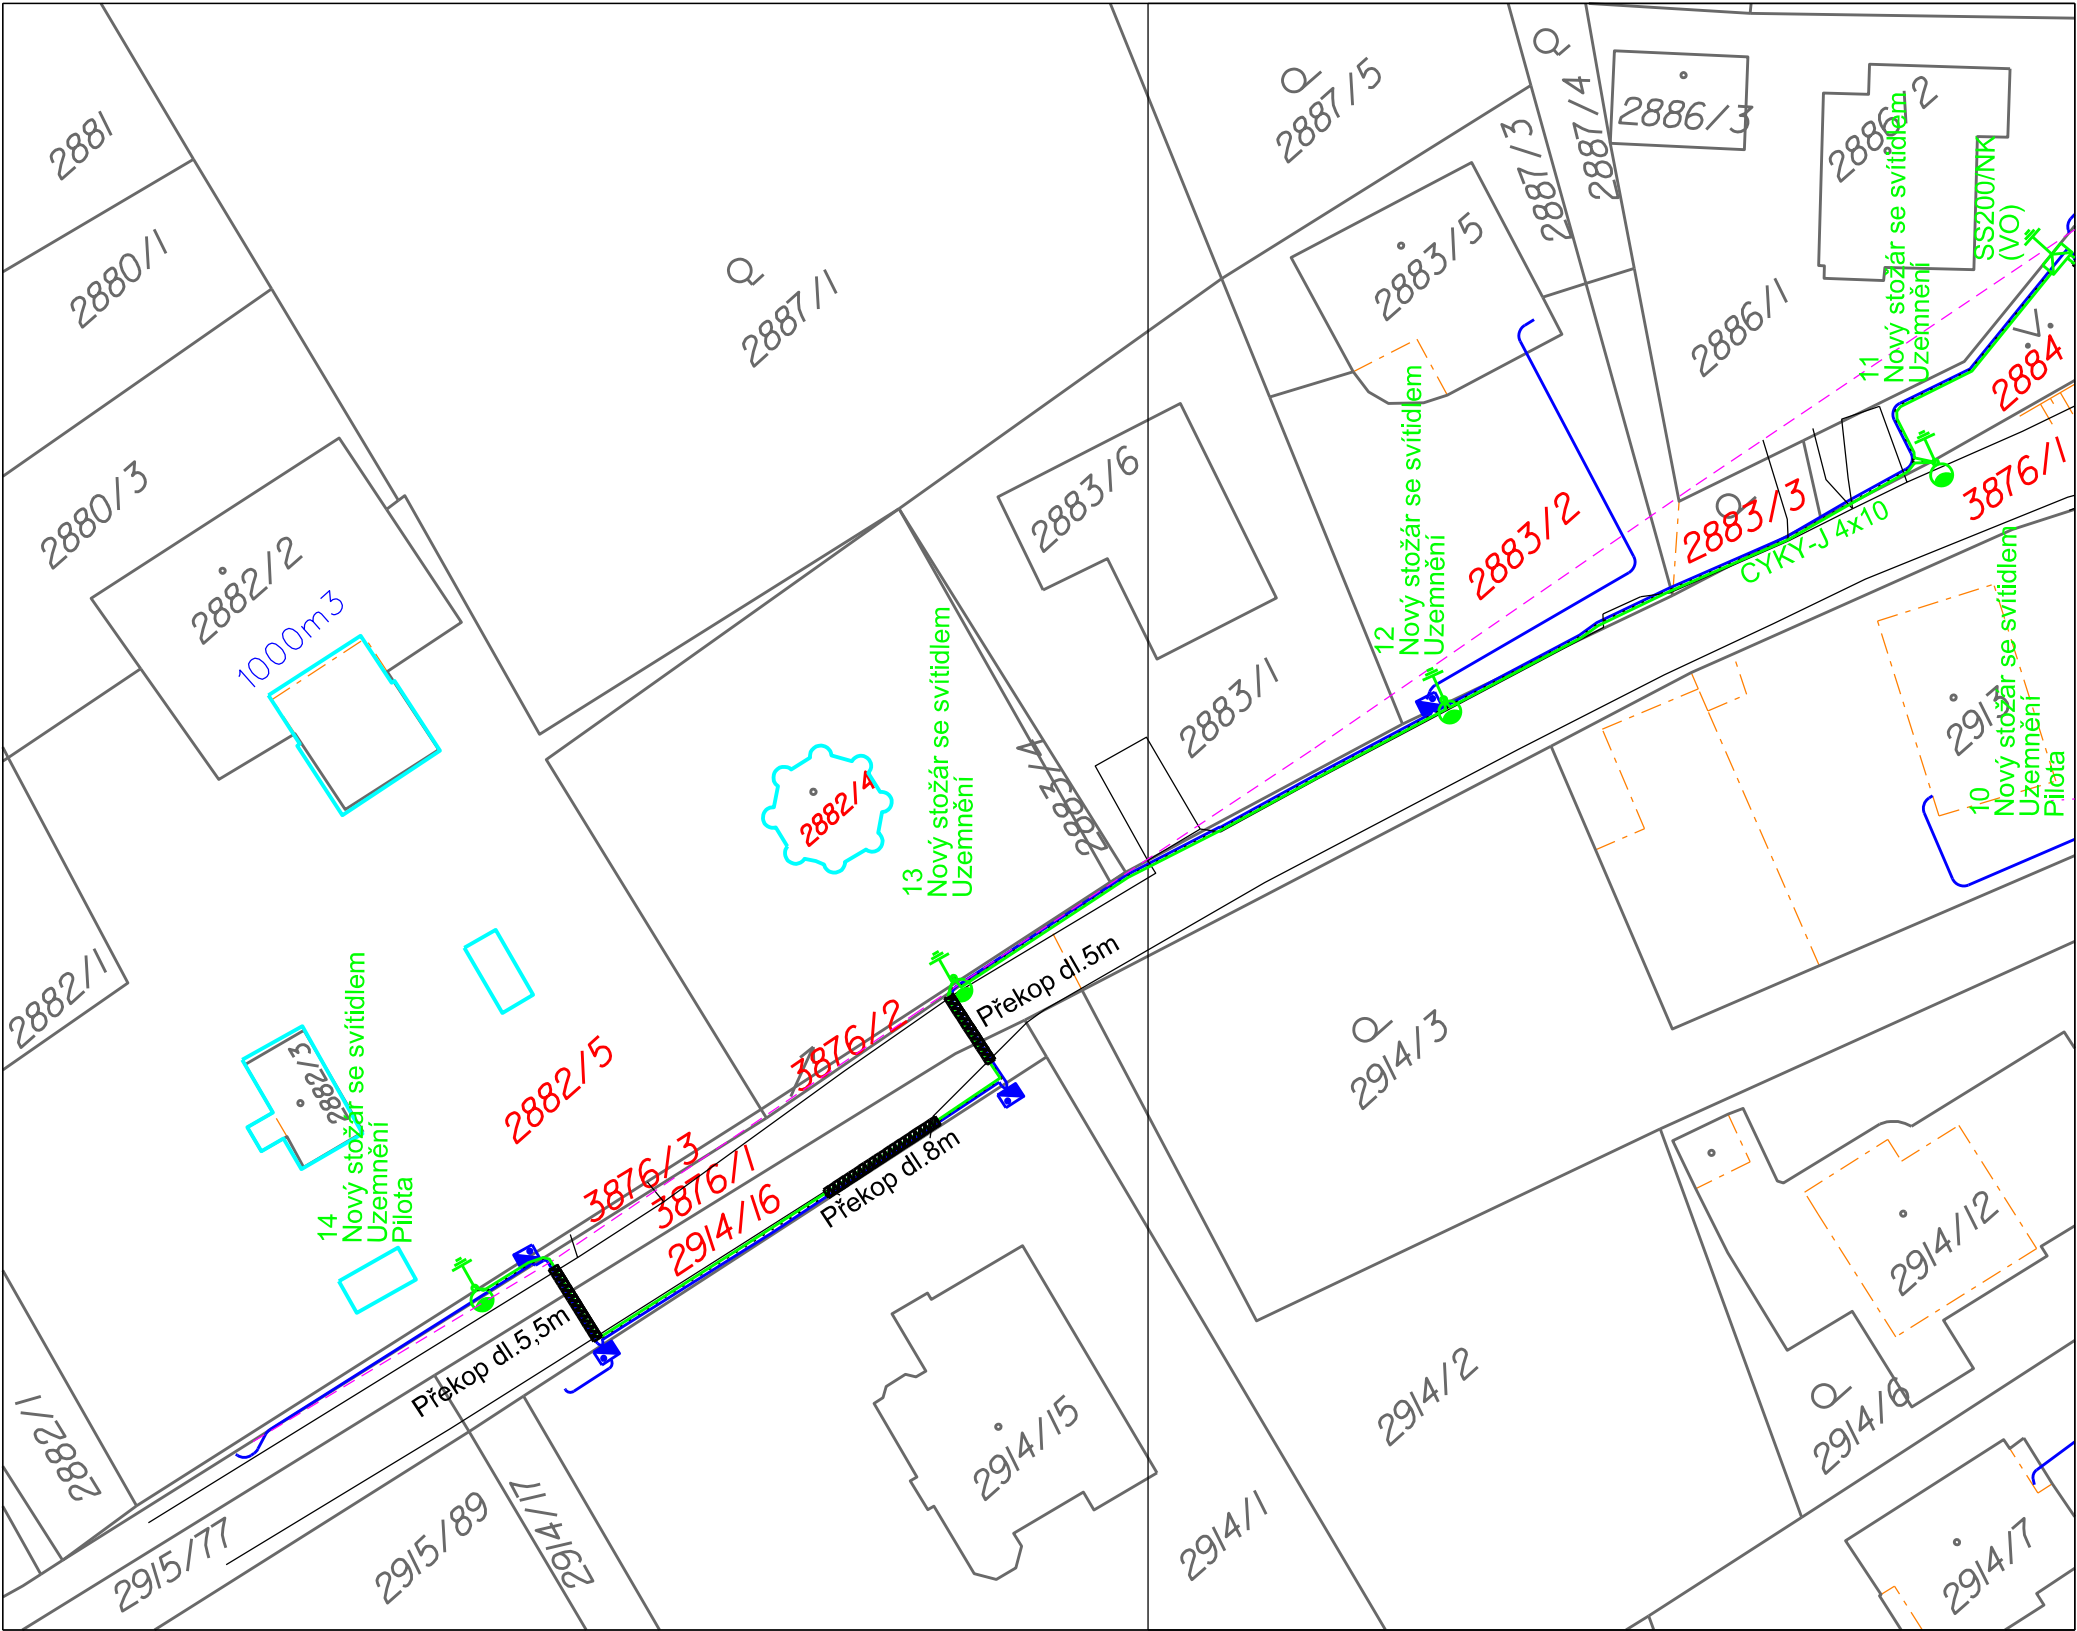 2881
2880/1
2880/3
2882/2
1000m3
Q
2887/1
Q
2887/5
Q
2887/4
2887/3
2886/3
2886/2
11
Nový stožár se svítidlem
Uzemnění
SS200/NK
(VO)
2883/5
2886/1
V.
2884
2883/6
12
Nový stožár se svítidlem
Uzemnění
2883/2
Q
2883/3
CYKY-J 4x10
3876/1
2883/1
2883/4
10
Nový stožár se svítidlem
Uzemnění
Pilota
2913
13
Nový stožár se svítidlem
Uzemnění
2882/4
2882/1
2882/3
14
Nový stožár se svítidlem
Uzemnění
Pilota
2882/5
3876/2
Překop dl.5m
3876/3
3876/1
2914/16
Překop dl.8m
Překop dl.5,5m
Q
2914/3
2914/12
2914/2
Q
2914/6
2914/15
2914/1
2914/7
2882/1
2915/77
2915/89
2914/17